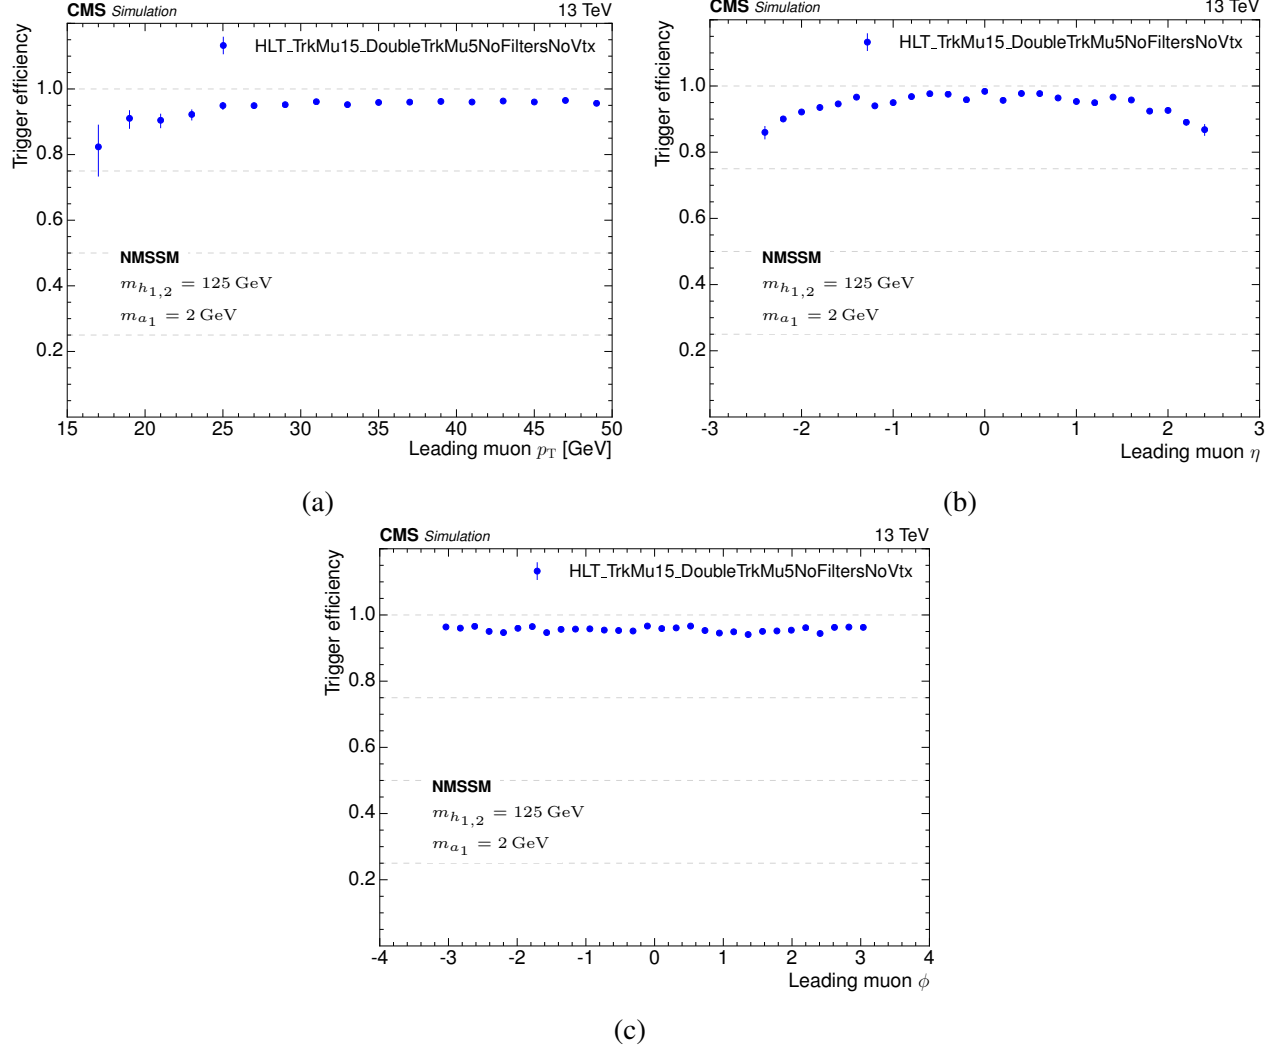 CMS Simulation 13 TeV
HLT_TrkMu15_DoubleTrkMu5NoFiltersNoVtx
Trigger efficiency
1.0
0.8
0.6
0.4
0.2
NMSSM
m_{h_{1,2}} = 125 GeV
m_{a_1} = 2 GeV
15 20 25 30 35 40 45 50
Leading muon p_T [GeV]
(a)
CMS Simulation 13 TeV
HLT_TrkMu15_DoubleTrkMu5NoFiltersNoVtx
Trigger efficiency
1.0
0.8
0.6
0.4
0.2
NMSSM
m_{h_{1,2}} = 125 GeV
m_{a_1} = 2 GeV
-3 -2 -1 0 1 2 3
Leading muon η
(b)
CMS Simulation 13 TeV
HLT_TrkMu15_DoubleTrkMu5NoFiltersNoVtx
Trigger efficiency
1.0
0.8
0.6
0.4
0.2
NMSSM
m_{h_{1,2}} = 125 GeV
m_{a_1} = 2 GeV
-4 -3 -2 -1 0 1 2 3 4
Leading muon ϕ
(c)